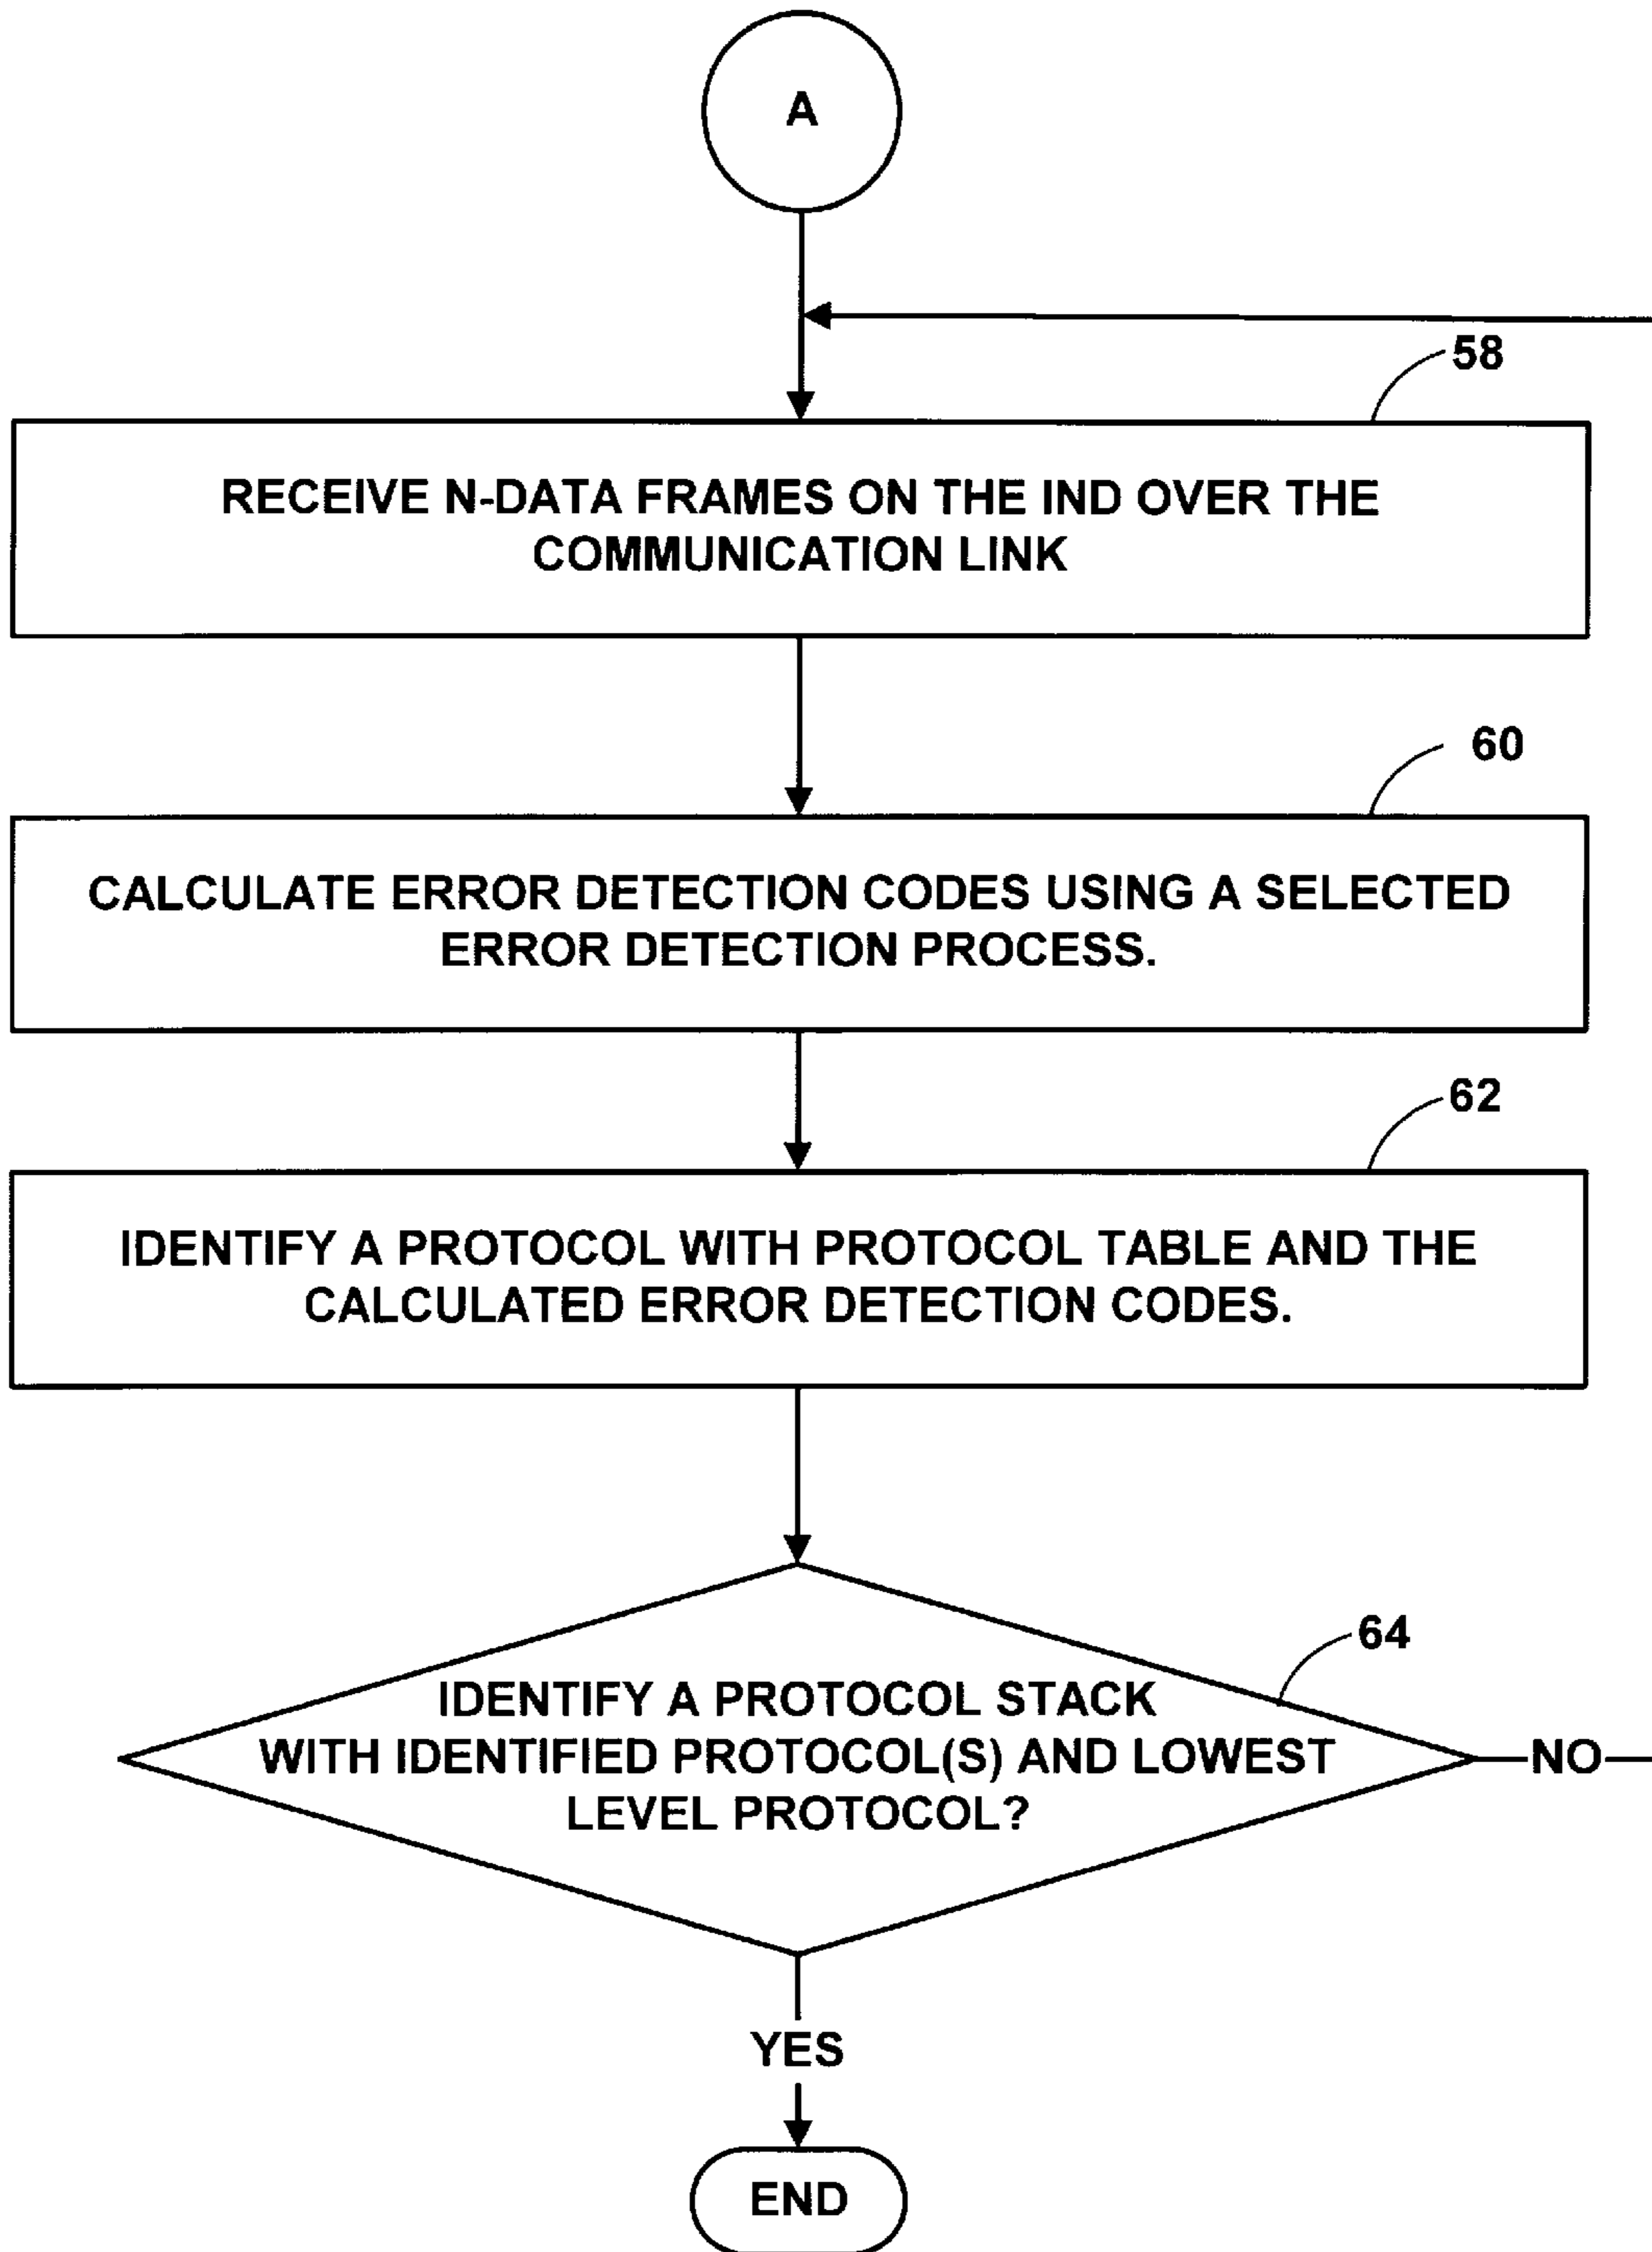 A
58
RECEIVE N-DATA FRAMES ON THE IND OVER THE
COMMUNICATION LINK
60
CALCULATE ERROR DETECTION CODES USING A SELECTED
ERROR DETECTION PROCESS.
62
IDENTIFY A PROTOCOL WITH PROTOCOL TABLE AND THE
CALCULATED ERROR DETECTION CODES.
64
IDENTIFY A PROTOCOL STACK
WITH IDENTIFIED PROTOCOL(S) AND LOWEST
LEVEL PROTOCOL?
NO
YES
END